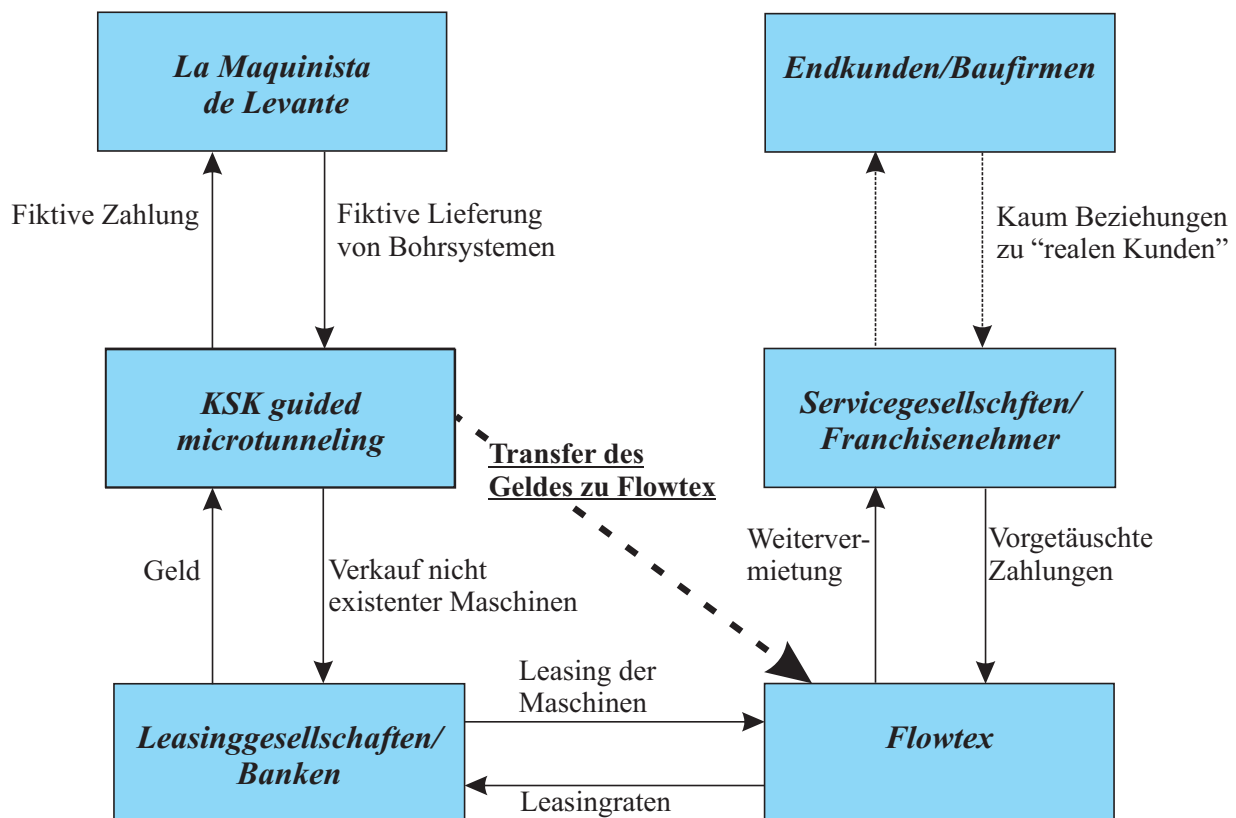 La Maquinista
de Levante
Endkunden/Baufirmen
Fiktive Zahlung
Fiktive Lieferung
von Bohrsystemen
Kaum Beziehungen
zu “realen Kunden”
KSK guided
microtunneling
Servicegesellschften/
Franchisenehmer
Transfer des
Geldes zu Flowtex
Geld
Verkauf nicht
existenter Maschinen
Weiterver-
mietung
Vorgetäuschte
Zahlungen
Leasing der
Maschinen
Leasinggesellschaften/
Banken
Flowtex
Leasingraten